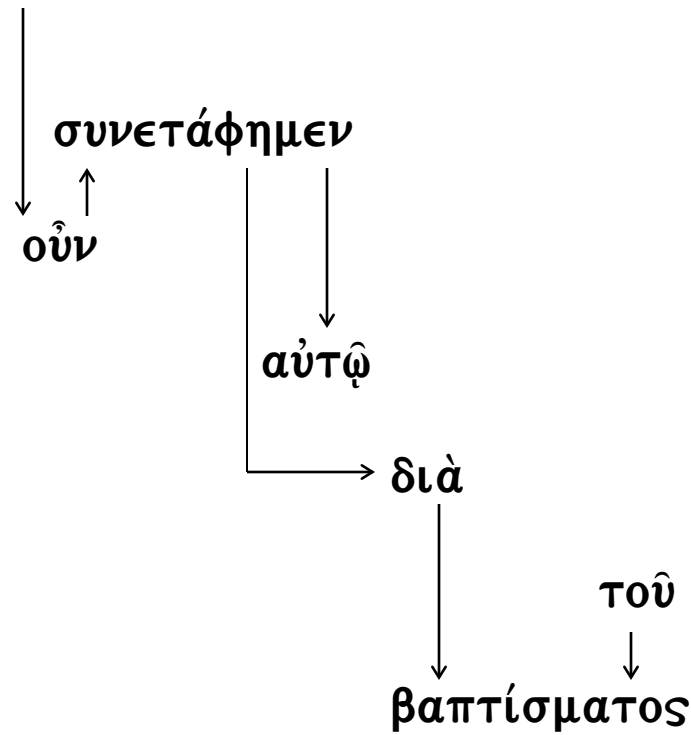 συνετάφημεν
οὖν
αὐτῷ
διὰ
τοῦ
βαπτίσματος